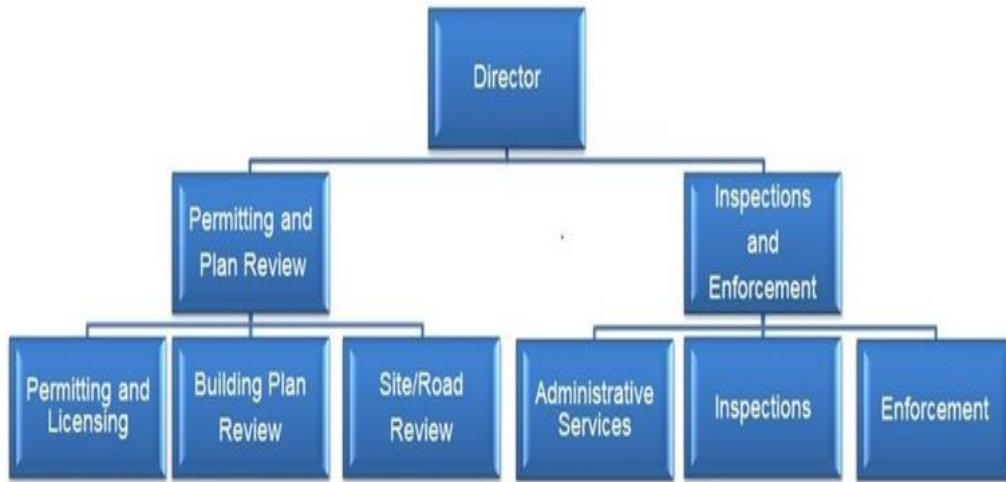 Director
Permitting and
Plan Review
Inspections
and
Enforcement
Permitting and
Licensing
Building Plan
Review
Site/Road
Review
Administrative
Services
Inspections
Enforcement